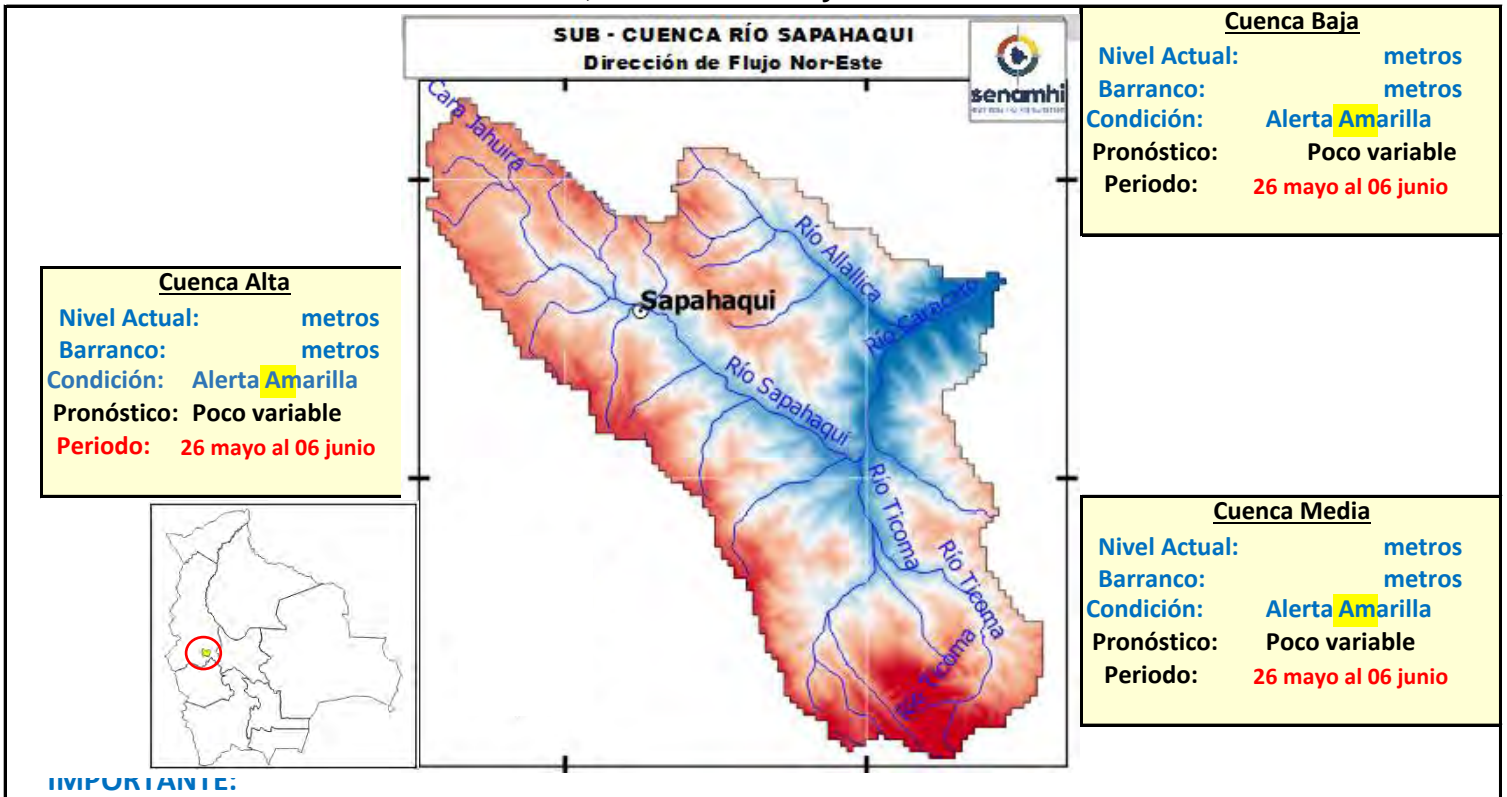 SUB - CUENCA RÍO SAPAHAQUI
Dirección de Flujo Nor-Este
senamhi
Cuenca Baja
Nivel Actual: metros
Barranco: metros
Condición: Alerta Amarilla
Pronóstico: Poco variable
Periodo: 26 mayo al 06 junio
Cuenca Alta
Nivel Actual: metros
Barranco: metros
Condición: Alerta Amarilla
Pronóstico: Poco variable
Periodo: 26 mayo al 06 junio
Cara Jahuira
Río Allallica
Sapahaqui
Río Caracato
Río Sapahaqui
Río Ticoma
Río Ticoma
Río Ticoma
Cuenca Media
Nivel Actual: metros
Barranco: metros
Condición: Alerta Amarilla
Pronóstico: Poco variable
Periodo: 26 mayo al 06 junio
IMPORTANTE: